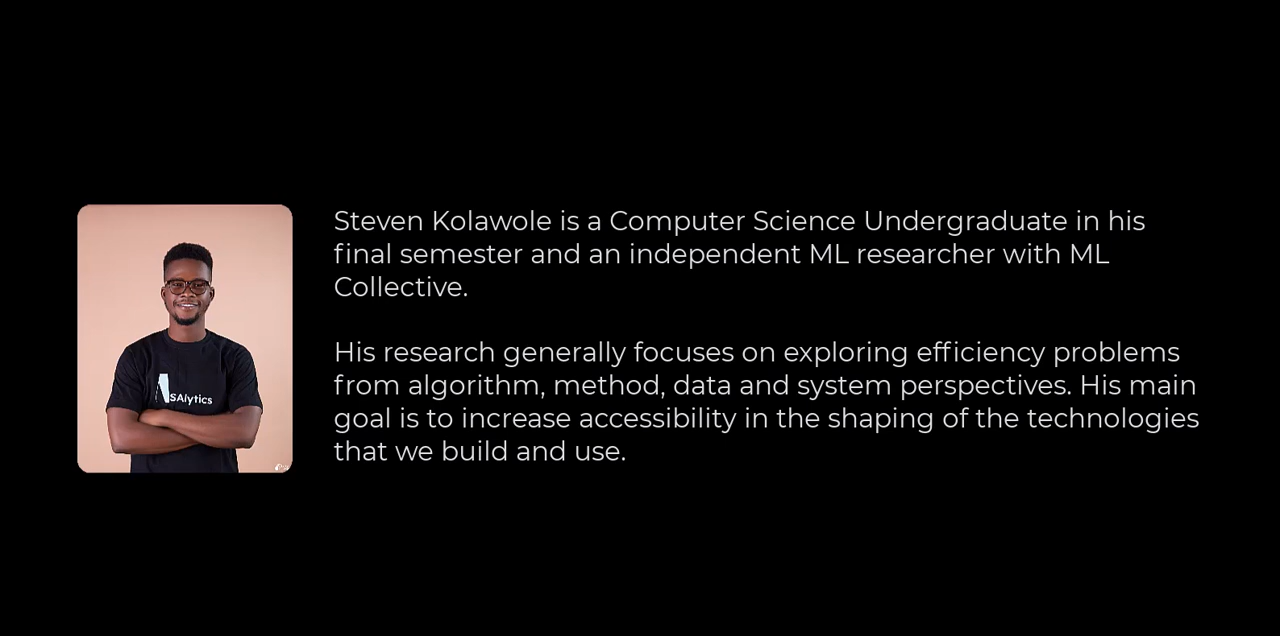 SAlytics
Steven Kolawole is a Computer Science Undergraduate in his
final semester and an independent ML researcher with ML
Collective.
His research generally focuses on exploring efficiency problems
from algorithm, method, data and system perspectives. His main
goal is to increase accessibility in the shaping of the technologies
that we build and use.